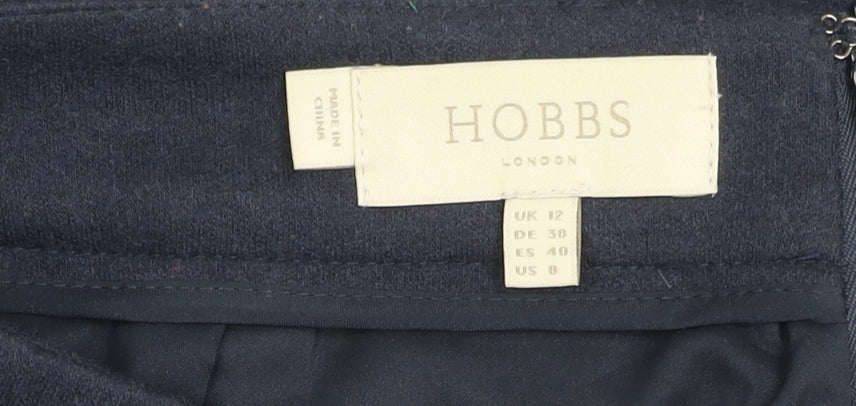 MADE IN
CHINA
HOBBS
LONDON
UK 12
DE 38
ES 40
US 8